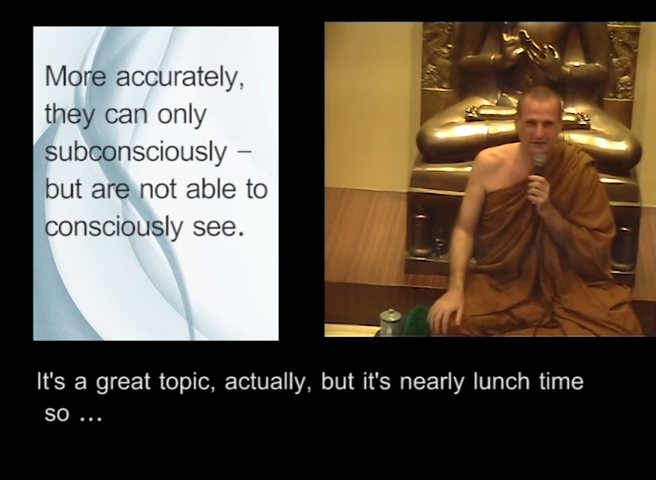 More accurately,
they can only
subconsciously –
but are not able to
consciously see.
It's a great topic, actually, but it's nearly lunch time
so ...